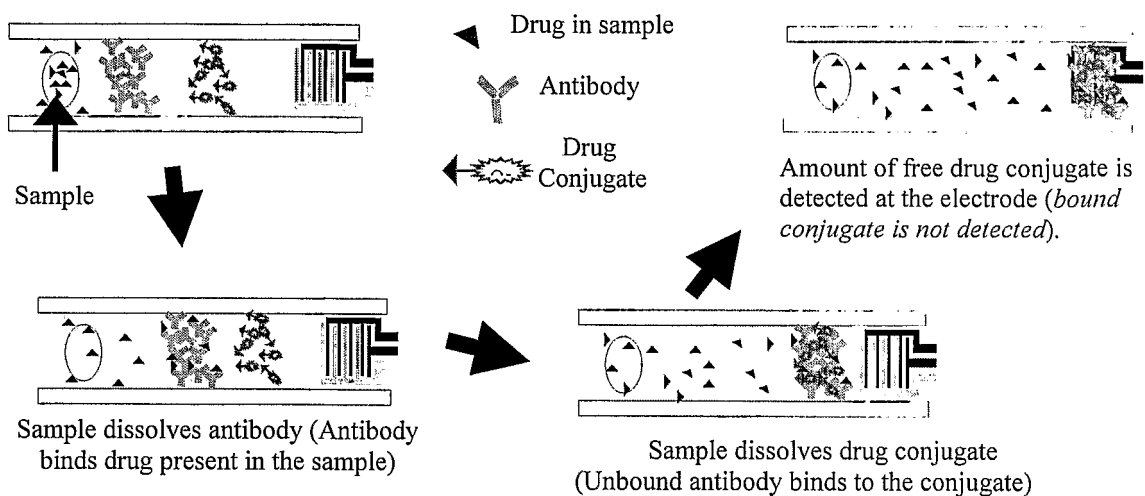 Drug in sample
Antibody
Drug
Conjugate
Sample
Sample dissolves antibody (Antibody
binds drug present in the sample)
Sample dissolves drug conjugate
(Unbound antibody binds to the conjugate)
Amount of free drug conjugate is
detected at the electrode (bound
conjugate is not detected).